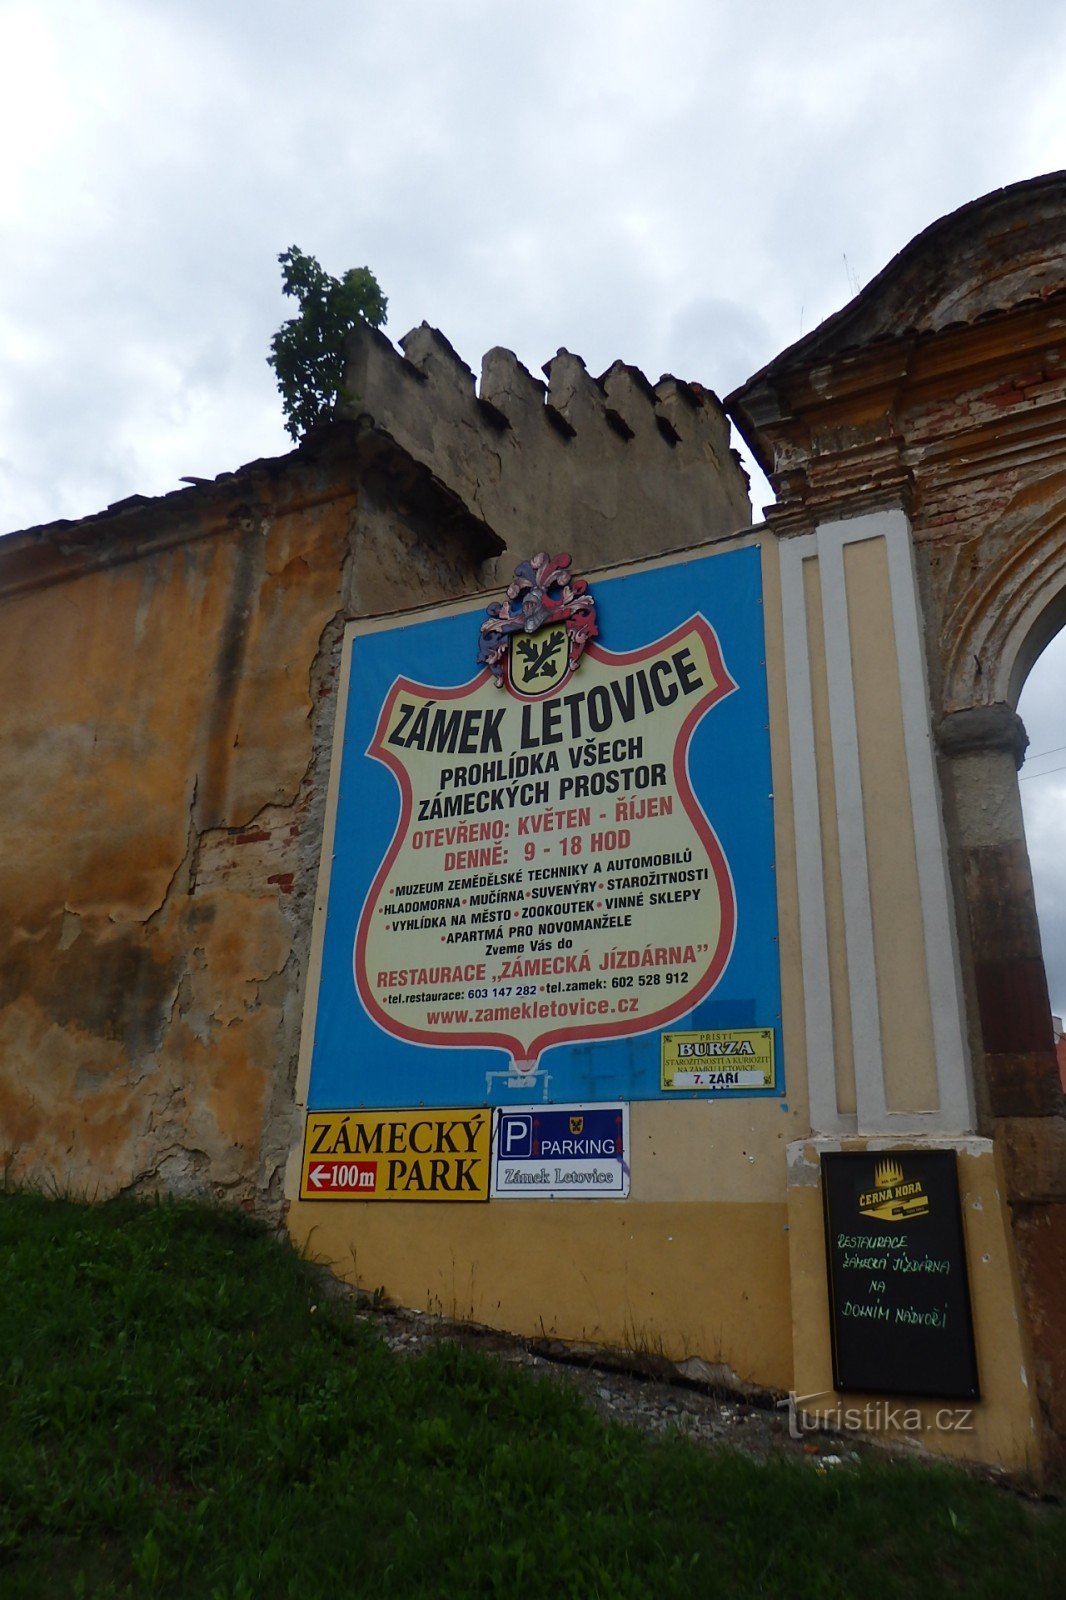 ZÁMEK LETOVICE
PROHLÍDKA VŠECH
ZÁMECKÝCH PROSTOR
OTEVŘENO: KVĚTEN - ŘÍJEN
DENNĚ: 9 - 18 HOD
•MUZEUM ZEMĚDĚLSKÉ TECHNIKY A AUTOMOBILŮ
•HLADOMORNA•MUČÍRNA•SUVENÝRY•STAROŽITNOSTI
•VYHLÍDKA NA MĚSTO•ZOOKOUTEK•VINNÉ SKLEPY
•APARTMÁ PRO NOVOMANŽELE
Zveme Vás do
RESTAURACE „ZÁMECKÁ JÍZDÁRNA”
•tel.restaurace: 603 147 282•tel.zamek: 602 528 912
www.zamekletovice.cz
PŘÍŠTÍ
BURZA
STAROŽITNOSTÍ A KURIOZIT
NA ZÁMKU LETOVICE
7. ZÁŘÍ
ZÁMECKÝ
100m PARK
P PARKING
Zámek Letovice
ČERNÁ HORA
RESTAURACE
ZÁMECKÁ JÍZDÁRNA
NA
DOLNÍM NÁDVOŘÍ
Turistika.cz